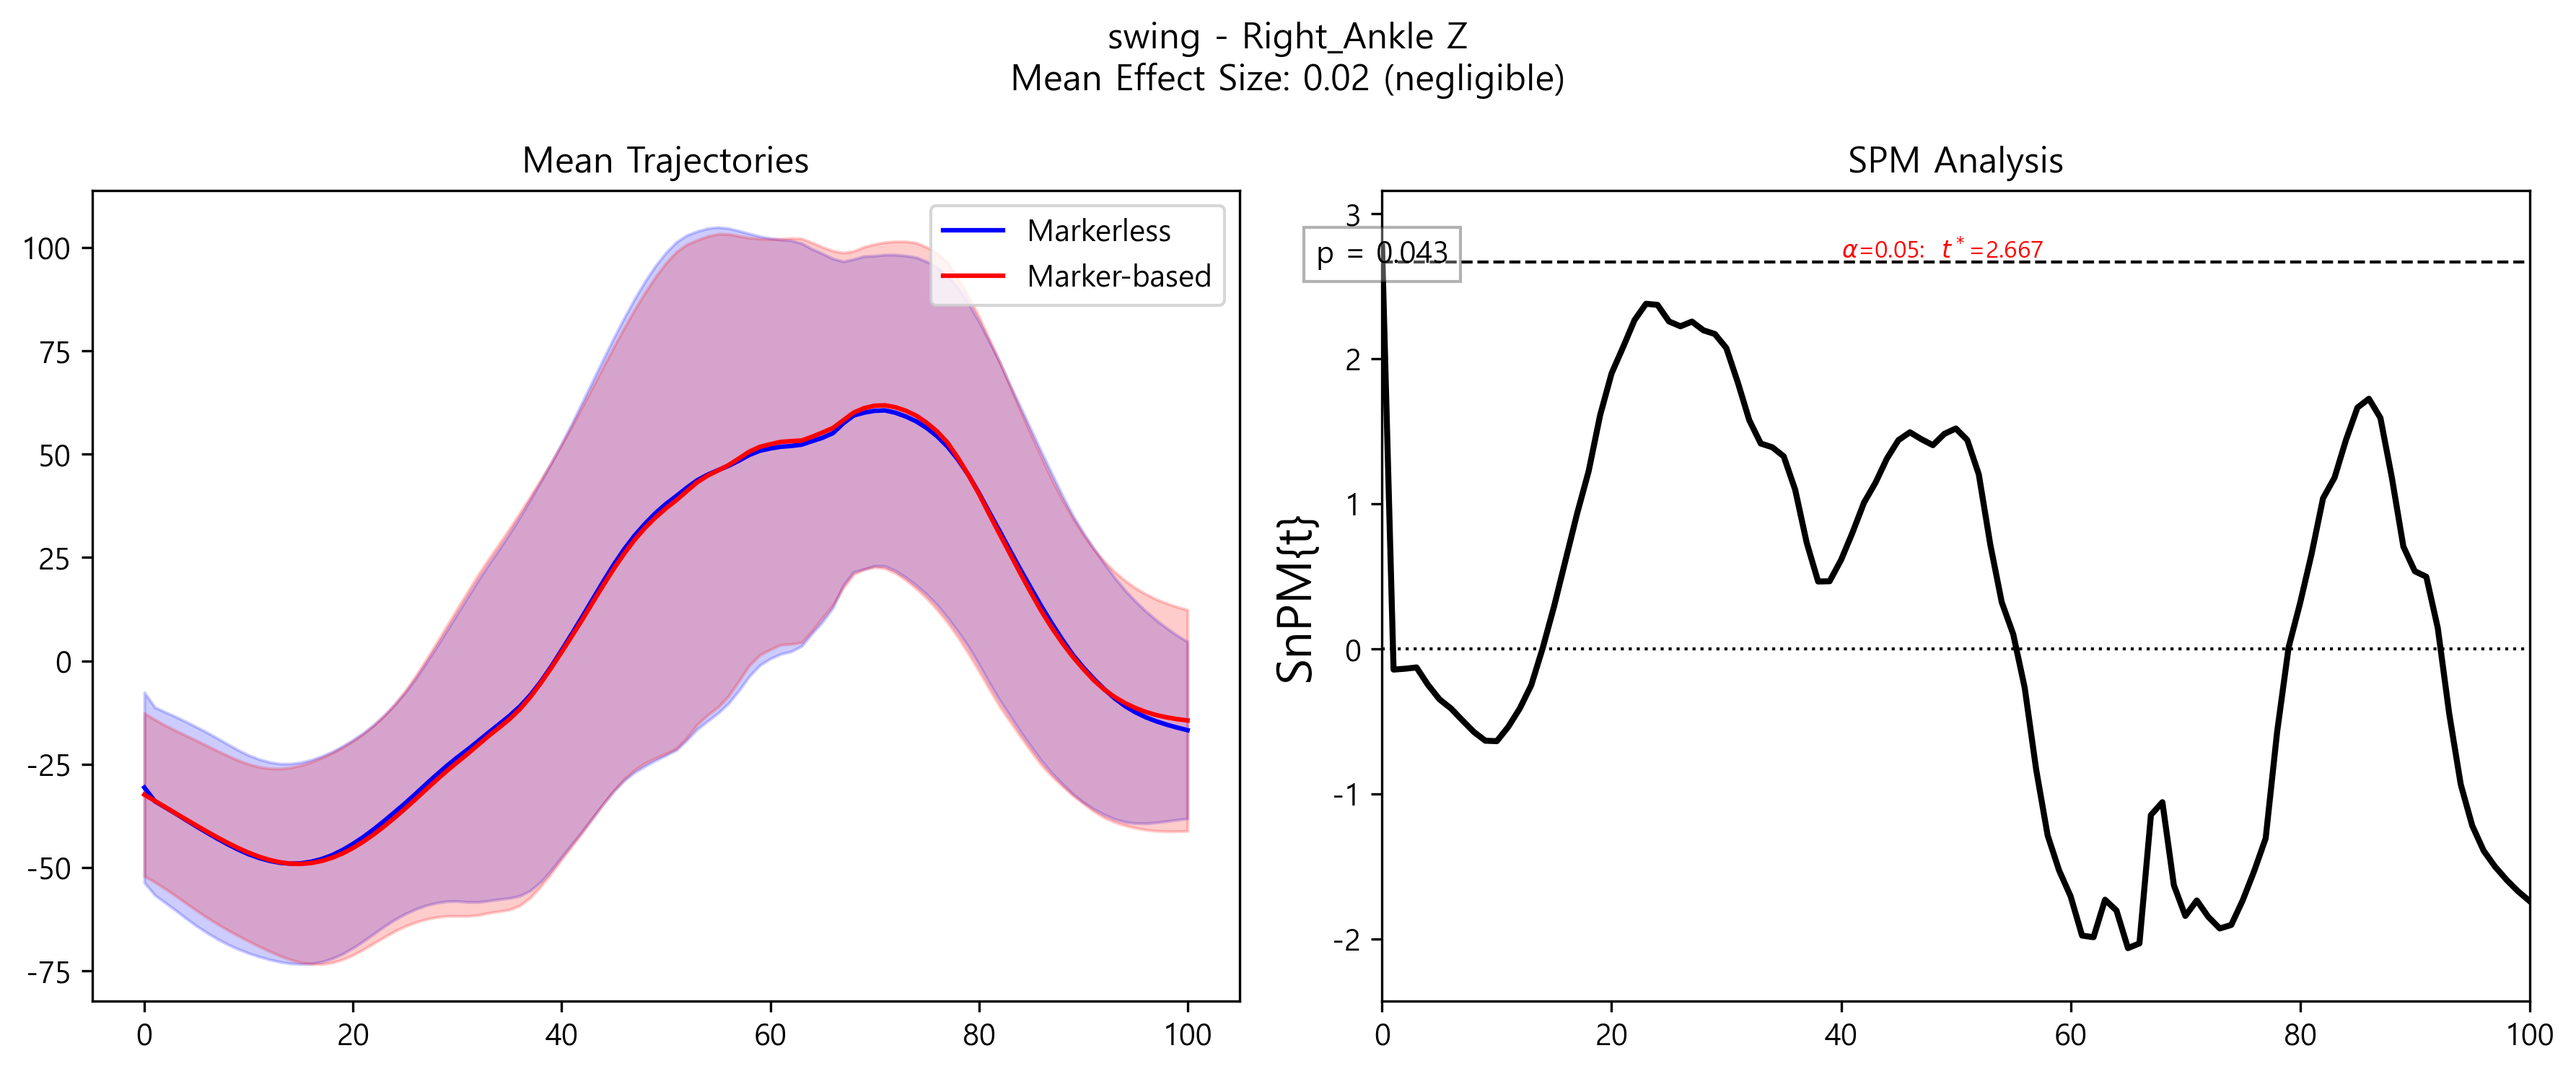 swing - Right_Ankle Z
Mean Effect Size: 0.02 (negligible)
Mean Trajectories
Markerless
Marker-based
100
75
50
25
0
-25
-50
-75
0 20 40 60 80 100
SPM Analysis
SnPM{t}
p = 0.043
α=0.05: t*=2.667
3
2
1
0
-1
-2
0 20 40 60 80 100